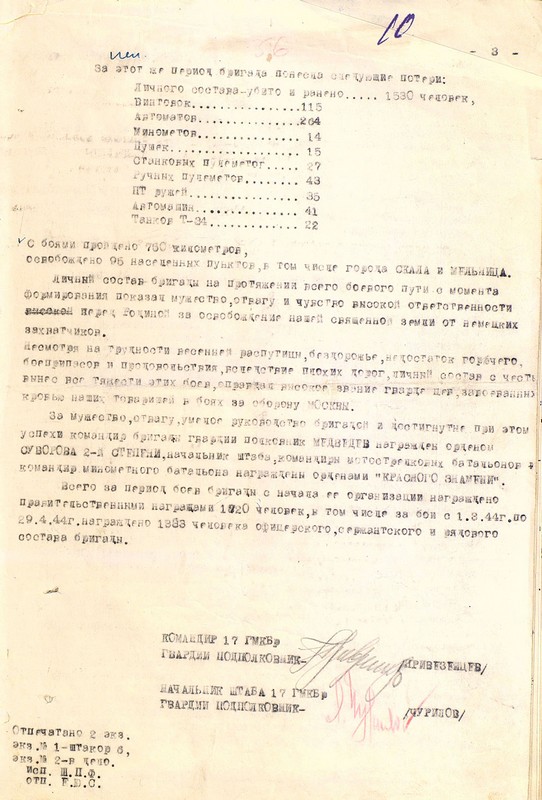 10
- 3 -
За этот же период бригада понесла следующие потери:
Личного состава-убито и ранено..... 1530 человек,
Винтовок...............115
Автоматов..............264
Минометов.............. 14
Пушек.................. 15
Станковых пулеметог.... 27
Ручных пулеметов....... 43
ПТ ружей............... 35
Автомашин.............. 41
Танков Т-34............ 22
С боями пройдено 750 километров,
освобождено 95 населенных пунктов,в том числе города СКАЛА и МЕЛЬНИЦА.
Личный состав бригады на протяжении всего боевого пути с момента
формирования показал мужество,отвагу и чувство высокой ответственности
перед Родиной за освобождение нашей священной земли от немецких
захватчиков.
Несмотря на трудности весенней распутицы,бездорожье,недостаток горючего,
боеприпасов и продовольствия,вследствие плохих дорог,личный состав с честь
вынес все тяжести этих боев,оправдал высокое звание гвардейцев,завоеванных
кровью наших товарищей в боях за оборону МОСКВЫ.
За мужество,отвагу,умелое руководство бригадой и достигнутые при этом
успехи командир бригады гвардии полковник МЕДВЕДЕВ награжден орденом
СУВОРОВА 2-й СТЕПЕНИ,начальник штаба,командиры мотострелковых батальонов и
командир минометного батальона награждены орденами "КРАСНОГО ЗНАМЕНИ".
Всего за период боев бригады с начала ее организации награждено
правительственными наградами 1720 человек,в том числе за бои с 1.3.44г.по
29.4.44г.награждено 1383 человека офицерского,сержантского и рядового
состава бригады.
КОМАНДИР 17 ГМКБр
ГВАРДИИ ПОДПОЛКОВНИК- /КРИВЕЗЕНЦЕВ/
НАЧАЛЬНИК ШТАБА 17 ГМКБр
ГВАРДИИ ПОДПОЛКОВНИК- /ЧУРИЛОВ/
Отпечатано 2 экз.
экз.№ 1-штакор 6,
экз.№ 2-в дело.
исп. Ш.П.Ф.
отп. Е.Ю.С.